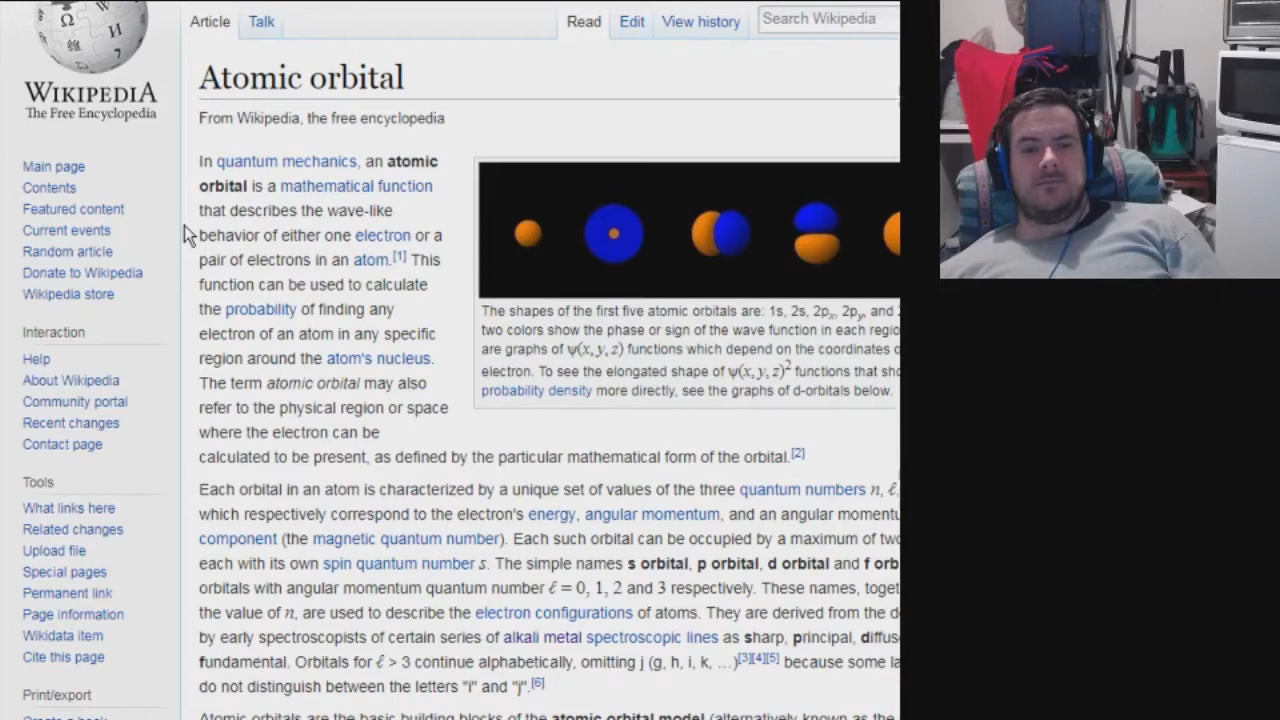 Article
Talk
Read
Edit
View history
Search Wikipedia
WIKIPEDIA
The Free Encyclopedia
Main page
Contents
Featured content
Current events
Random article
Donate to Wikipedia
Wikipedia store
Interaction
Help
About Wikipedia
Community portal
Recent changes
Contact page
Tools
What links here
Related changes
Upload file
Special pages
Permanent link
Page information
Wikidata item
Cite this page
Print/export
Atomic orbital
From Wikipedia, the free encyclopedia
In quantum mechanics, an atomic
orbital is a mathematical function
that describes the wave-like
behavior of either one electron or a
pair of electrons in an atom.[1] This
function can be used to calculate
the probability of finding any
electron of an atom in any specific
region around the atom's nucleus.
The term atomic orbital may also
refer to the physical region or space
where the electron can be
calculated to be present, as defined by the particular mathematical form of the orbital.[2]
The shapes of the first five atomic orbitals are: 1s, 2s, 2px, 2py, and
two colors show the phase or sign of the wave function in each
are graphs of ψ(x, y, z) functions which depend on the coordinates
electron. To see the elongated shape of ψ(x, y, z)² functions that
probability density more directly, see the graphs of d-orbitals below.
Each orbital in an atom is characterized by a unique set of values of the three quantum numbers n, ℓ,
which respectively correspond to the electron's energy, angular momentum, and an angular
component (the magnetic quantum number). Each such orbital can be occupied by a maximum of
each with its own spin quantum number s. The simple names s orbital, p orbital, d orbital and f
orbitals with angular momentum quantum number ℓ = 0, 1, 2 and 3 respectively. These names,
the value of n, are used to describe the electron configurations of atoms. They are derived from the
by early spectroscopists of certain series of alkali metal spectroscopic lines as sharp, principal,
fundamental. Orbitals for ℓ > 3 continue alphabetically, omitting j (g, h, i, k, …)[3][4][5] because some
do not distinguish between the letters "i" and "j".[6]
Atomic orbitals are the basic building blocks of the atomic orbital model (alternatively known as the